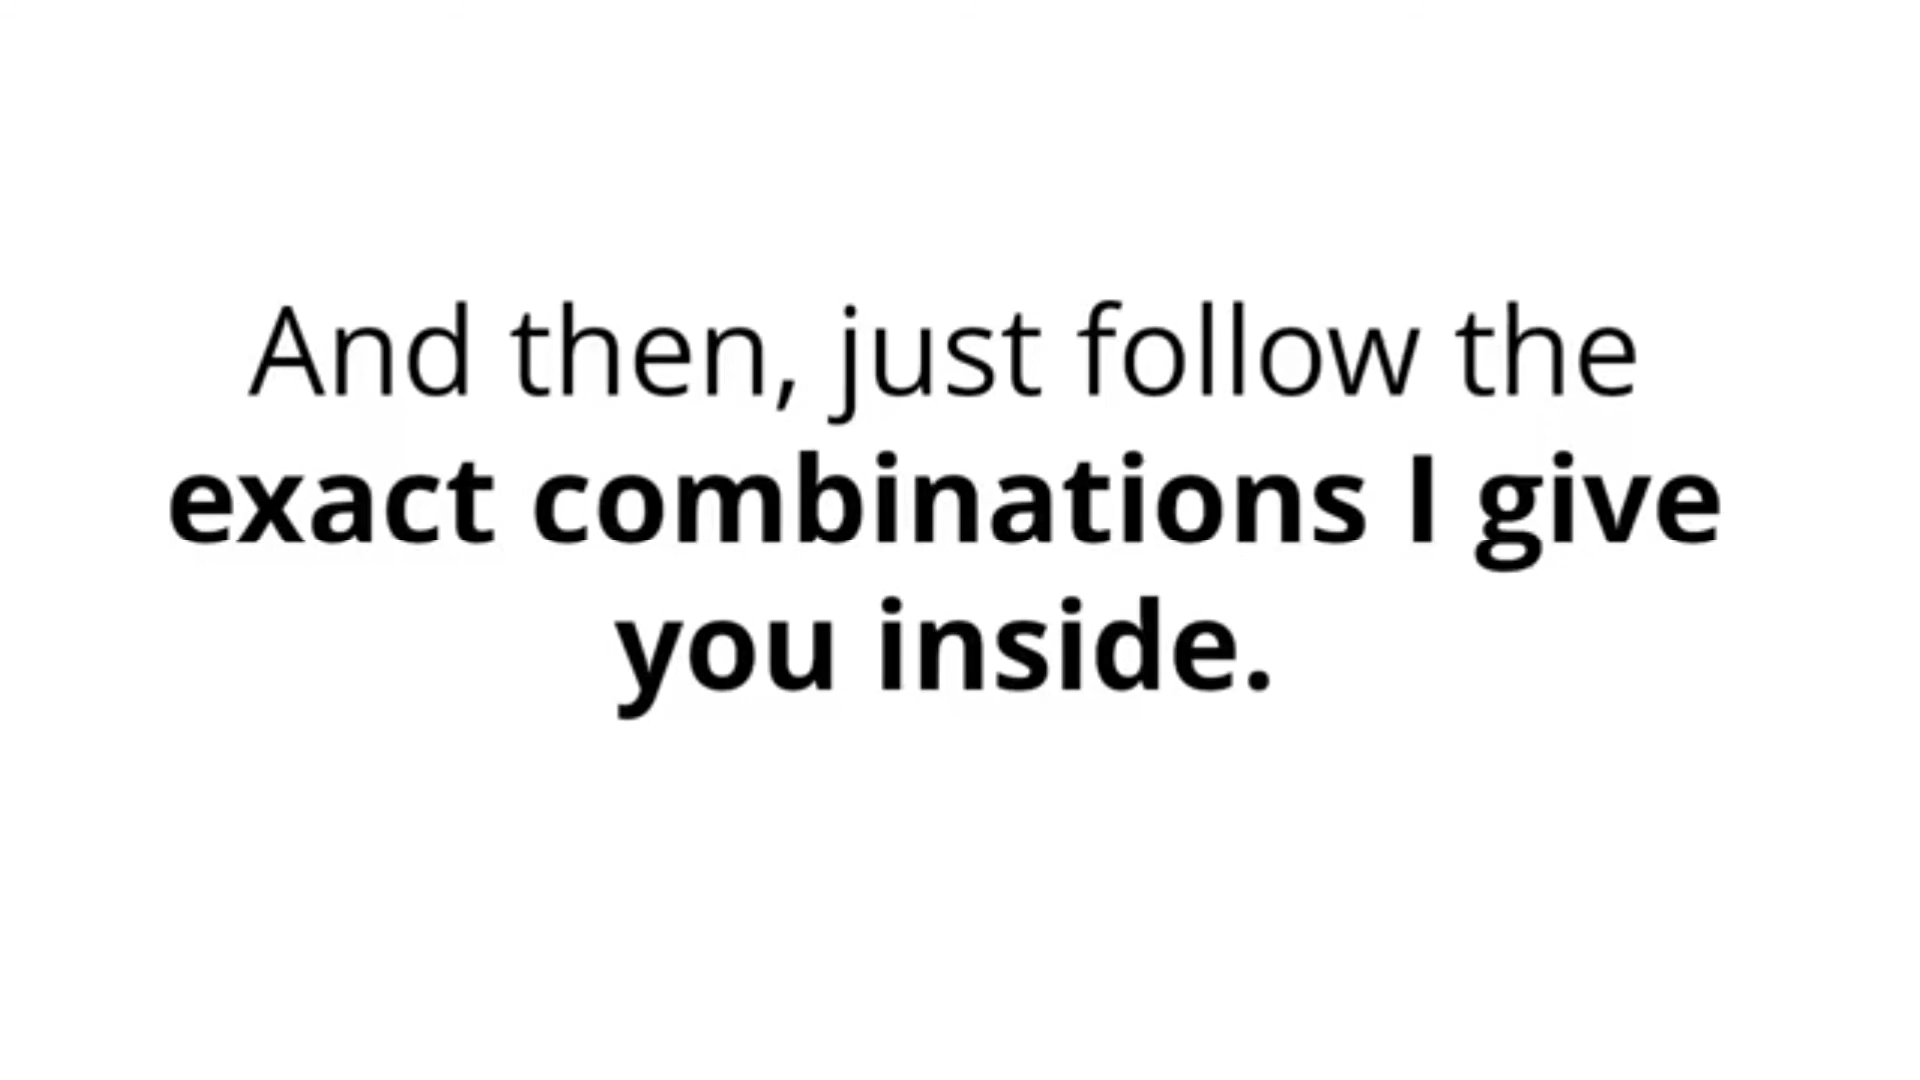 And then, just follow the
exact combinations I give
you inside.